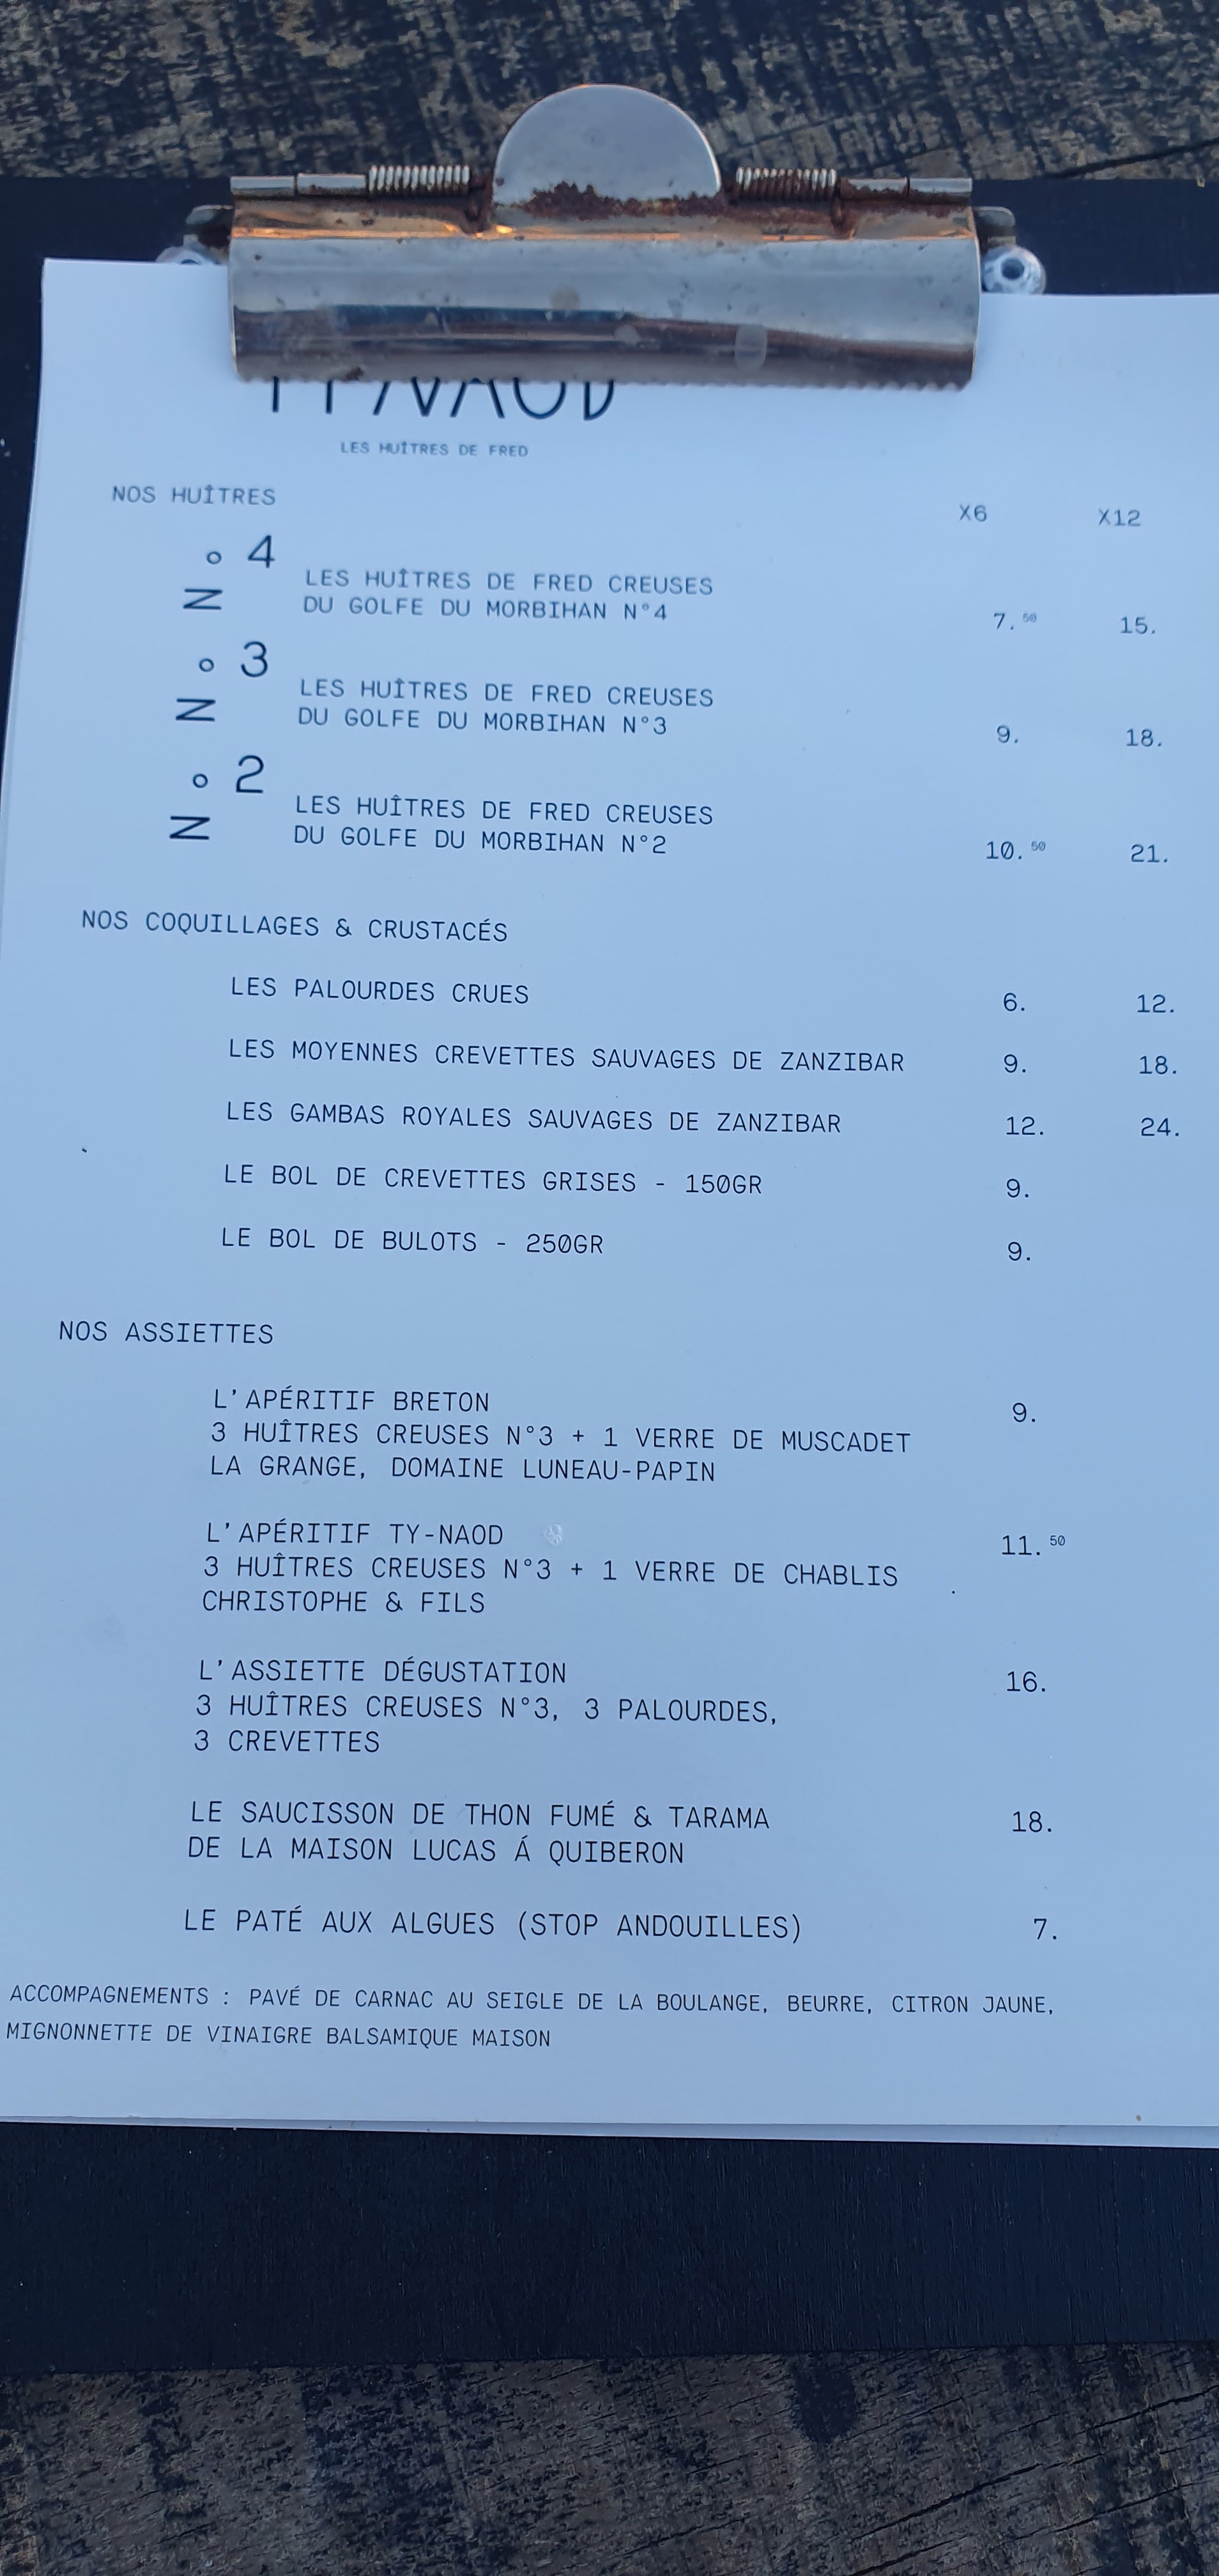 TY-NAOD
LES HUÎTRES DE FRED
NOS HUÎTRES X6 X12
N°4 LES HUÎTRES DE FRED CREUSES
DU GOLFE DU MORBIHAN N°4 7.50 15.
N°3 LES HUÎTRES DE FRED CREUSES
DU GOLFE DU MORBIHAN N°3 9. 18.
N°2 LES HUÎTRES DE FRED CREUSES
DU GOLFE DU MORBIHAN N°2 10.50 21.
NOS COQUILLAGES & CRUSTACÉS
LES PALOURDES CRUES 6. 12.
LES MOYENNES CREVETTES SAUVAGES DE ZANZIBAR 9. 18.
LES GAMBAS ROYALES SAUVAGES DE ZANZIBAR 12. 24.
LE BOL DE CREVETTES GRISES - 150GR 9.
LE BOL DE BULOTS - 250GR 9.
NOS ASSIETTES
L'APÉRITIF BRETON 9.
3 HUÎTRES CREUSES N°3 + 1 VERRE DE MUSCADET
LA GRANGE, DOMAINE LUNEAU-PAPIN
L'APÉRITIF TY-NAOD 11.50
3 HUÎTRES CREUSES N°3 + 1 VERRE DE CHABLIS
CHRISTOPHE & FILS
L'ASSIETTE DÉGUSTATION 16.
3 HUÎTRES CREUSES N°3, 3 PALOURDES,
3 CREVETTES
LE SAUCISSON DE THON FUMÉ & TARAMA 18.
DE LA MAISON LUCAS Á QUIBERON
LE PATÉ AUX ALGUES (STOP ANDOUILLES) 7.
ACCOMPAGNEMENTS : PAVÉ DE CARNAC AU SEIGLE DE LA BOULANGE, BEURRE, CITRON JAUNE,
MIGNONNETTE DE VINAIGRE BALSAMIQUE MAISON